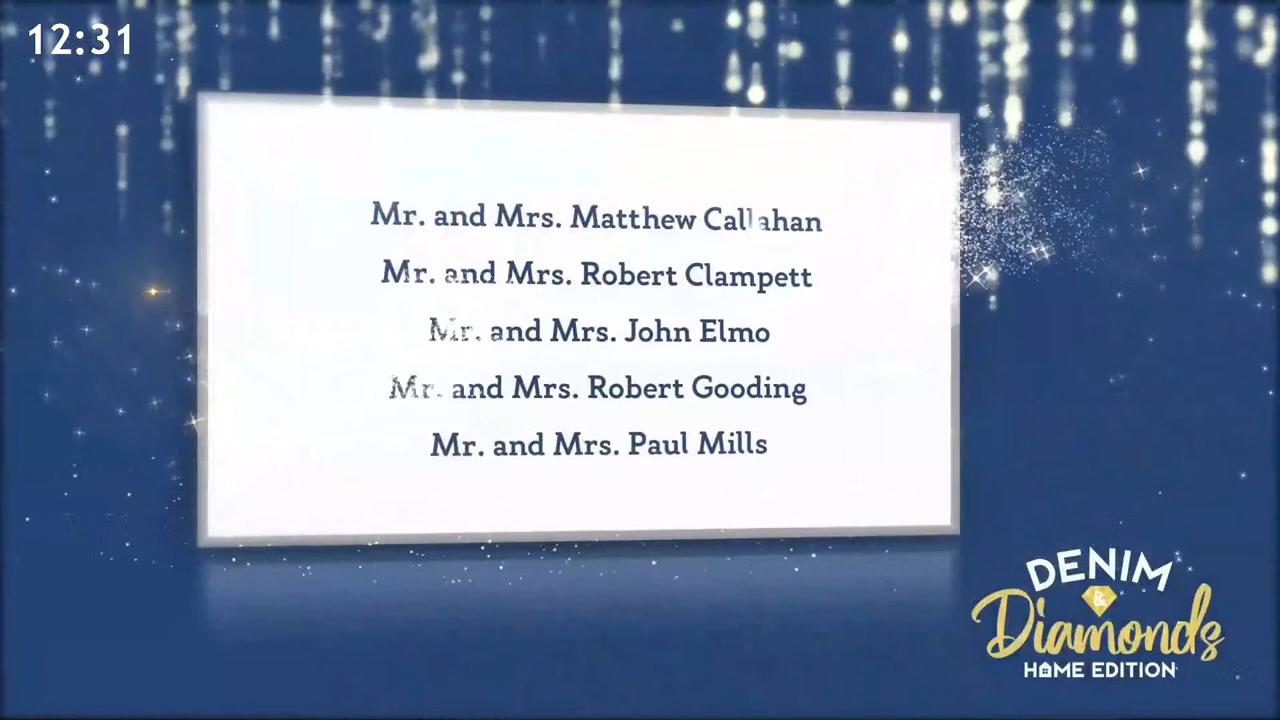 12:31
Mr. and Mrs. Matthew Callahan
Mr. and Mrs. Robert Clampett
Mr. and Mrs. John Elmo
Mr. and Mrs. Robert Gooding
Mr. and Mrs. Paul Mills
DENIM
&
Diamonds
HOME EDITION